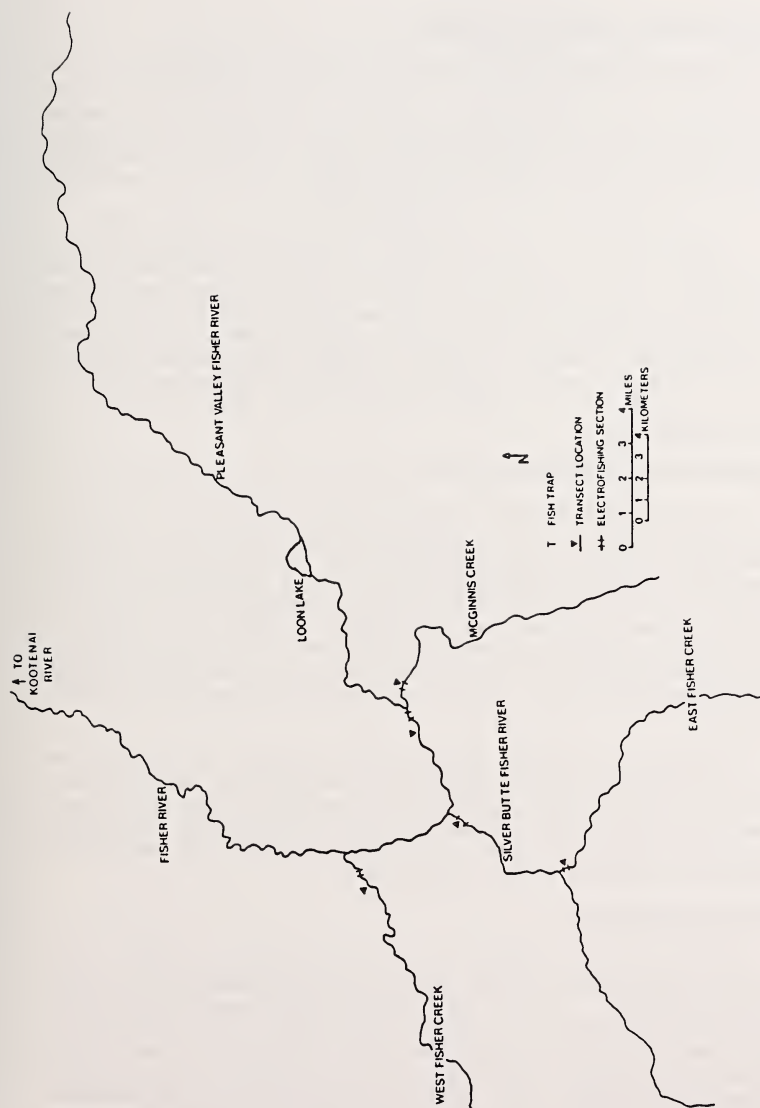 TO
KOOTENAI
RIVER
FISHER RIVER
PLEASANT VALLEY FISHER RIVER
LOON LAKE
MCGINNIS CREEK
SILVER BUTTE FISHER RIVER
EAST FISHER CREEK
WEST FISHER CREEK
N
T FISH TRAP
TRANSECT LOCATION
ELECTROFISHING SECTION
0 1 2 3 4 MILES
0 1 2 3 4 KILOMETERS